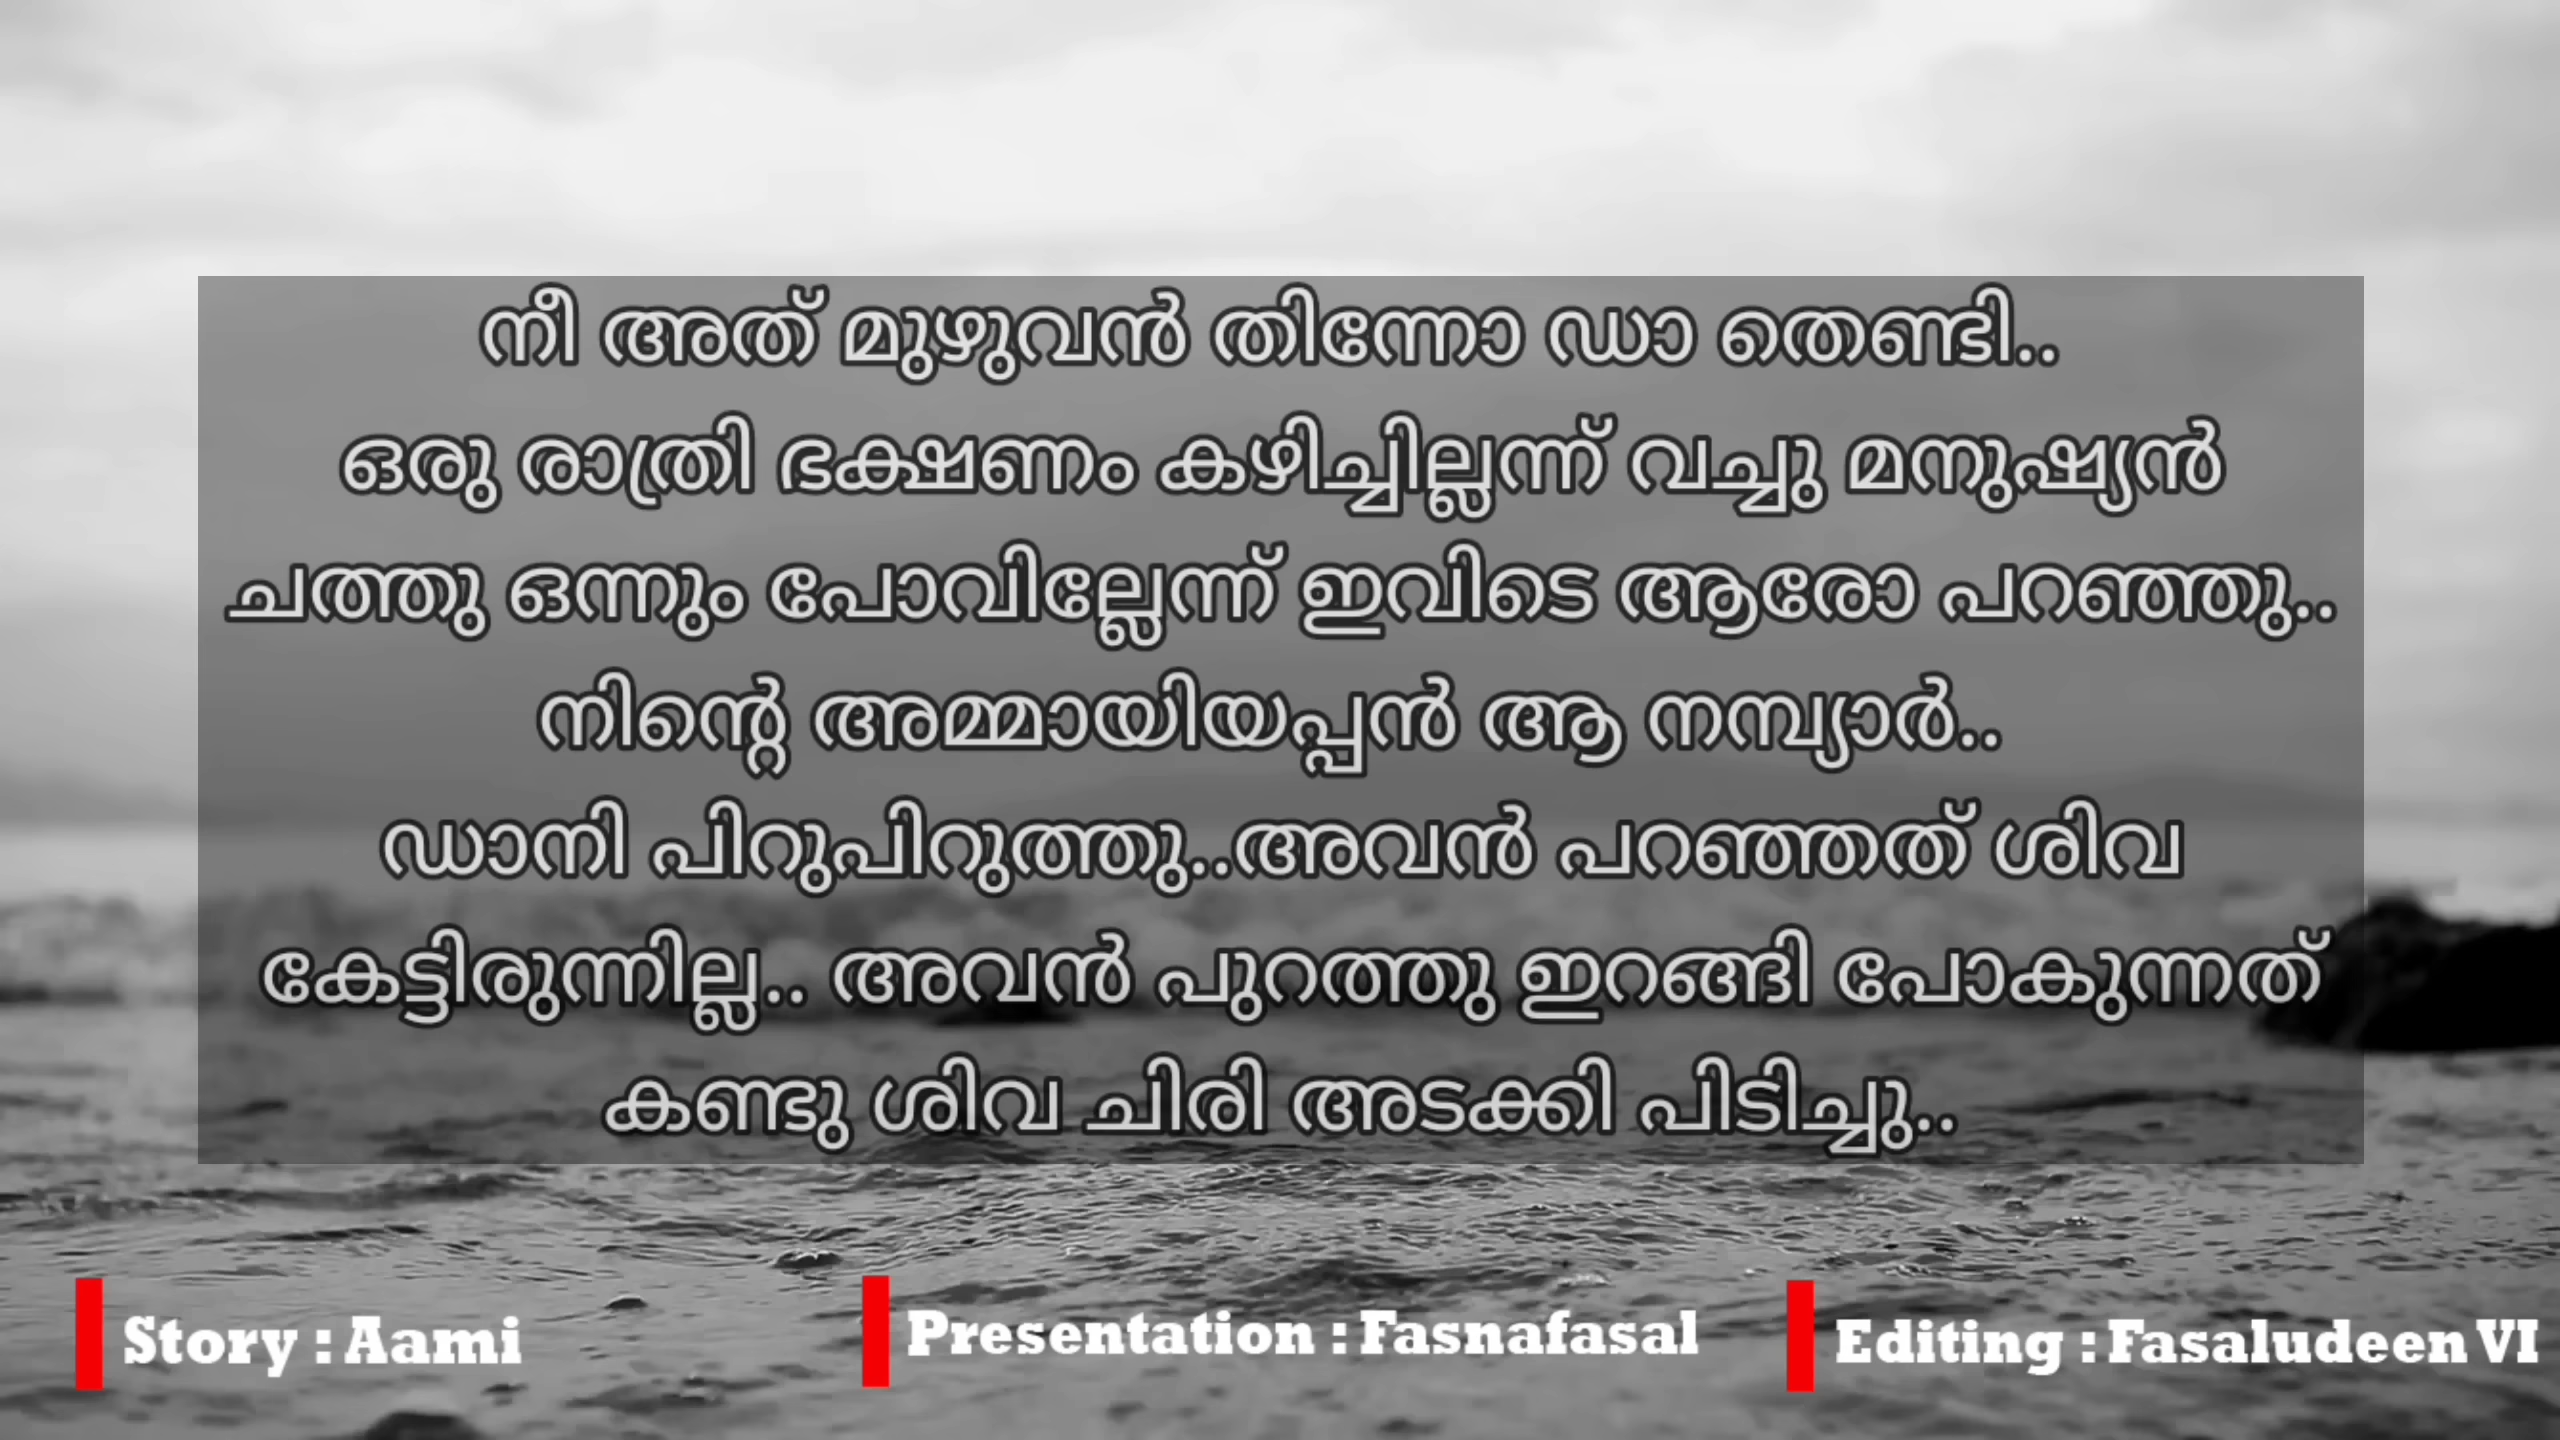 നീ അത് മുഴുവൻ തിന്നോ ഡാ തെണ്ടി..
ഒരു രാത്രി ഭക്ഷണം കഴിച്ചില്ലന്ന് വച്ചു മനുഷ്യൻ
ചത്തു ഒന്നും പോവില്ലേന്ന് ഇവിടെ ആരോ പറഞ്ഞു..
നിന്റെ അമ്മായിയപ്പൻ ആ നമ്പ്യാർ..
ഡാനി പിറുപിറുത്തു..അവൻ പറഞ്ഞത് ശിവ
കേട്ടിരുന്നില്ല.. അവൻ പുറത്തു ഇറങ്ങി പോകുന്നത്
കണ്ടു ശിവ ചിരി അടക്കി പിടിച്ചു..
Story : Aami
Presentation : Fasnafasal
Editing : Fasaludeen VI